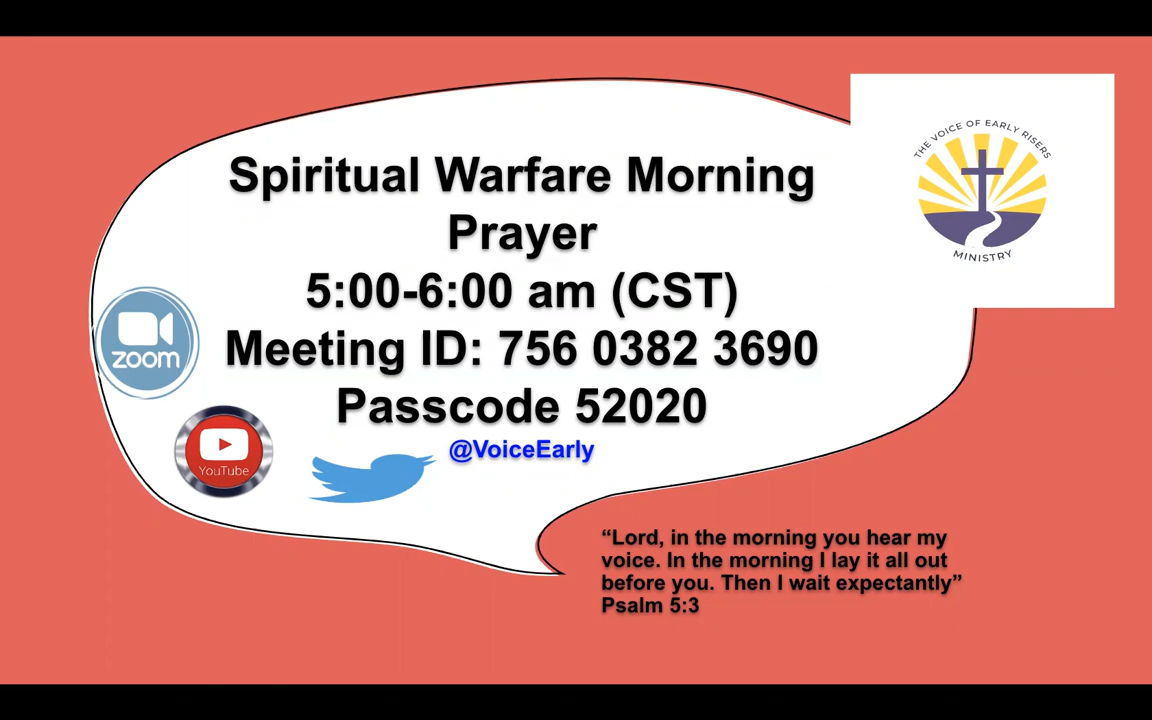 THE VOICE OF EARLY RISERS
MINISTRY
Spiritual Warfare Morning
Prayer
5:00-6:00 am (CST)
Meeting ID: 756 0382 3690
Passcode 52020
@VoiceEarly
zoom
YouTube
“Lord, in the morning you hear my
voice. In the morning I lay it all out
before you. Then I wait expectantly”
Psalm 5:3